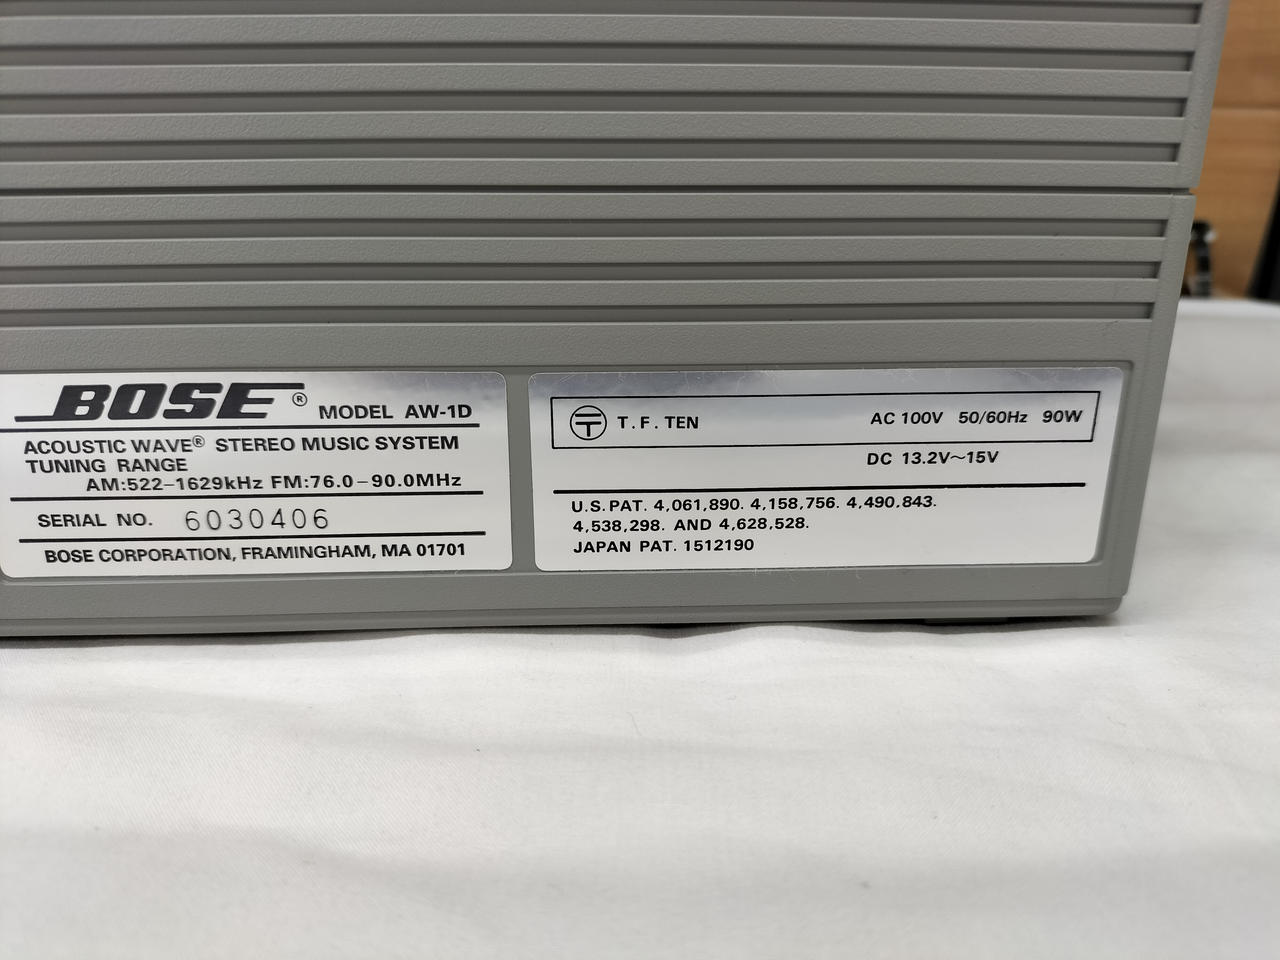 BOSE® MODEL AW-1D
ACOUSTIC WAVE® STEREO MUSIC SYSTEM
TUNING RANGE
AM:522-1629kHz FM:76.0-90.0MHz
SERIAL NO. 6030406
BOSE CORPORATION, FRAMINGHAM, MA 01701
T.F. TEN AC 100V 50/60Hz 90W
DC 13.2V~15V
U.S. PAT. 4,061,890. 4,158,756. 4,490,843.
4,538,298. AND 4,628,528.
JAPAN PAT. 1512190